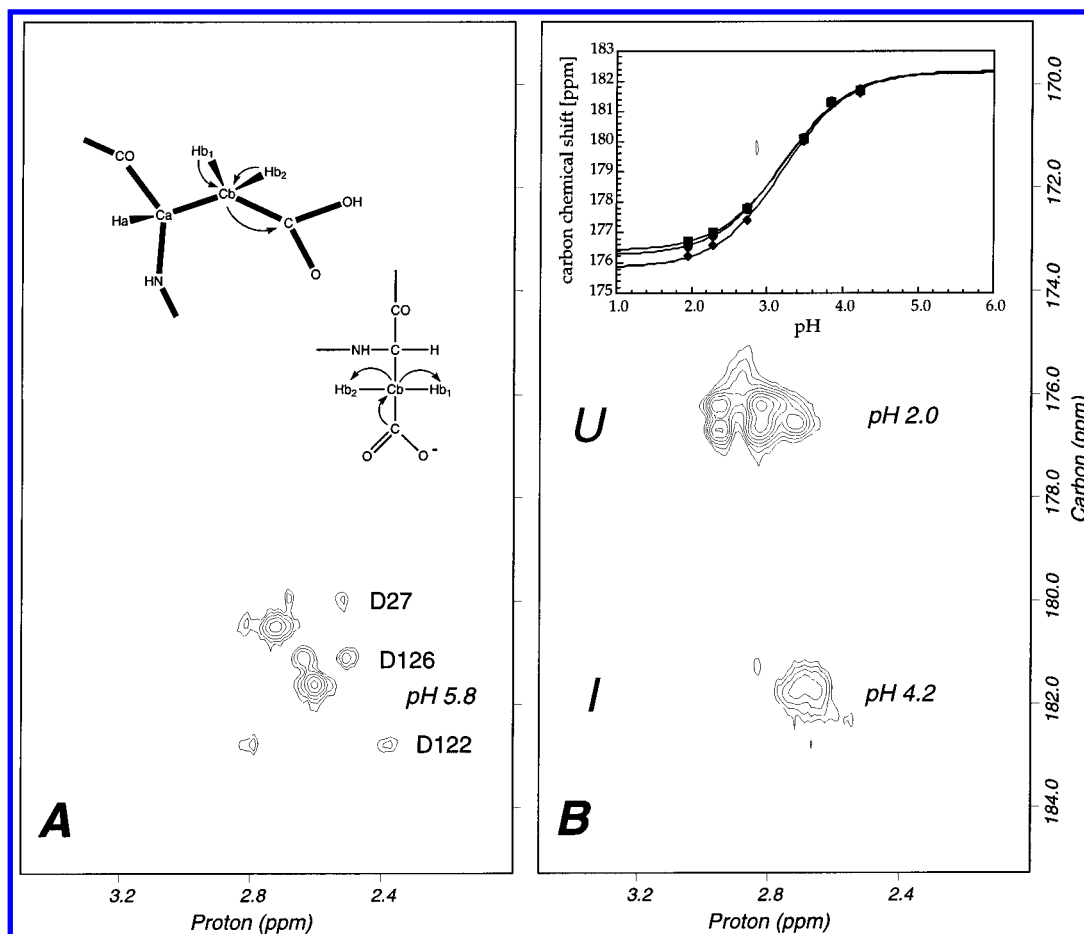 CO
Hb1
Hb2
Cb
Ha
Ca
C
OH
HN
O
CO
NH
C
H
Hb2
Cb
Hb1
C
O
O-
D27
D126
pH 5.8
D122
A
3.2
2.8
2.4
Proton (ppm)
carbon chemical shift [ppm]
183
182
181
180
179
178
177
176
175
1.0
2.0
3.0
4.0
5.0
6.0
pH
U
pH 2.0
I
pH 4.2
B
170.0
172.0
174.0
176.0
178.0
180.0
182.0
184.0
Carbon (ppm)
3.2
2.8
2.4
Proton (ppm)